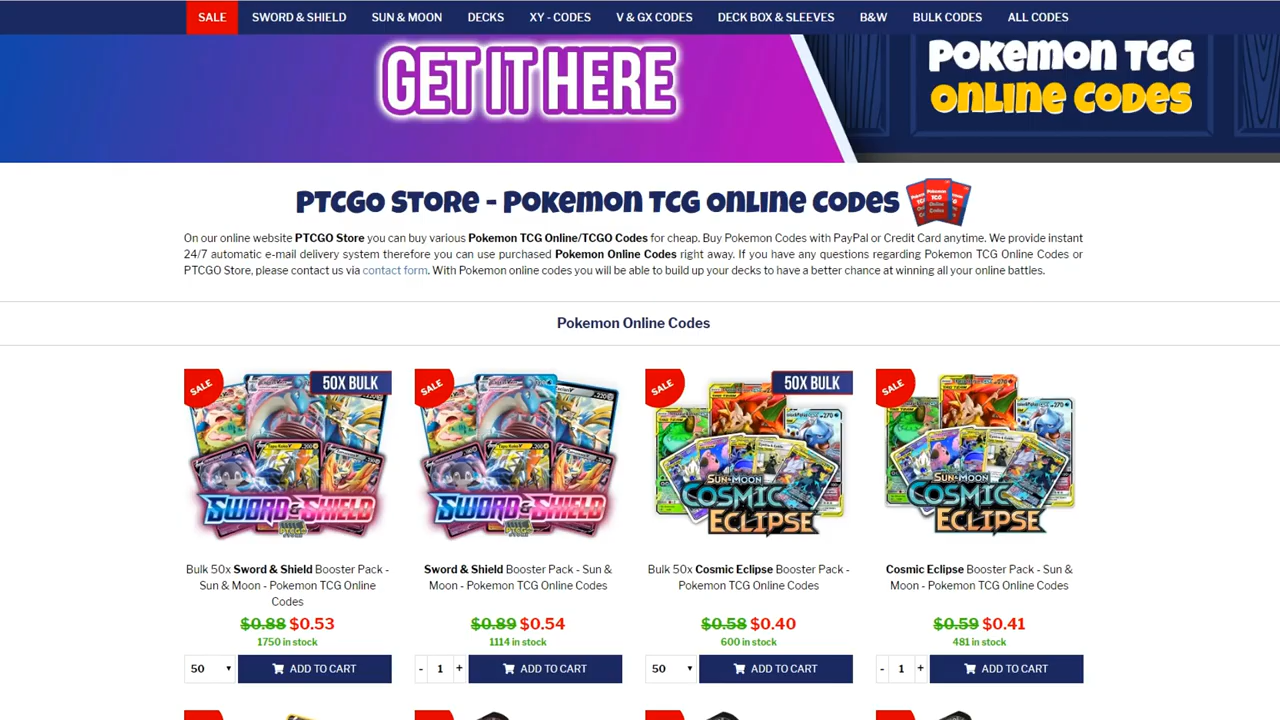 SALE SWORD & SHIELD SUN & MOON DECKS XY - CODES V & GX CODES DECK BOX & SLEEVES B&W BULK CODES ALL CODES
GET IT HERE
POKEMON TCG
ONLINE CODES
PTCGO STORE - POKEMON TCG ONLINE CODES
On our online website PTCGO Store you can buy various Pokemon TCG Online/TCGO Codes for cheap. Buy Pokemon Codes with PayPal or Credit Card anytime. We provide instant
24/7 automatic e-mail delivery system therefore you can use purchased Pokemon Online Codes right away. If you have any questions regarding Pokemon TCG Online Codes or
PTCGO Store, please contact us via contact form. With Pokemon online codes you will be able to build up your decks to have a better chance at winning all your online battles.
Pokemon Online Codes
SALE 50X BULK SALE SALE 50X BULK SALE
SWORD & SHIELD SWORD & SHIELD
SUN & MOON SUN & MOON
COSMIC COSMIC
ECLIPSE ECLIPSE
Bulk 50x Sword & Shield Booster Pack -
Sun & Moon - Pokemon TCG Online
Codes
Sword & Shield Booster Pack - Sun &
Moon - Pokemon TCG Online Codes
Bulk 50x Cosmic Eclipse Booster Pack -
Pokemon TCG Online Codes
Cosmic Eclipse Booster Pack - Sun &
Moon - Pokemon TCG Online Codes
$0.88 $0.53 $0.89 $0.54 $0.58 $0.40 $0.59 $0.41
1750 in stock 1114 in stock 600 in stock 481 in stock
50 ADD TO CART - 1 + ADD TO CART 50 ADD TO CART - 1 + ADD TO CART